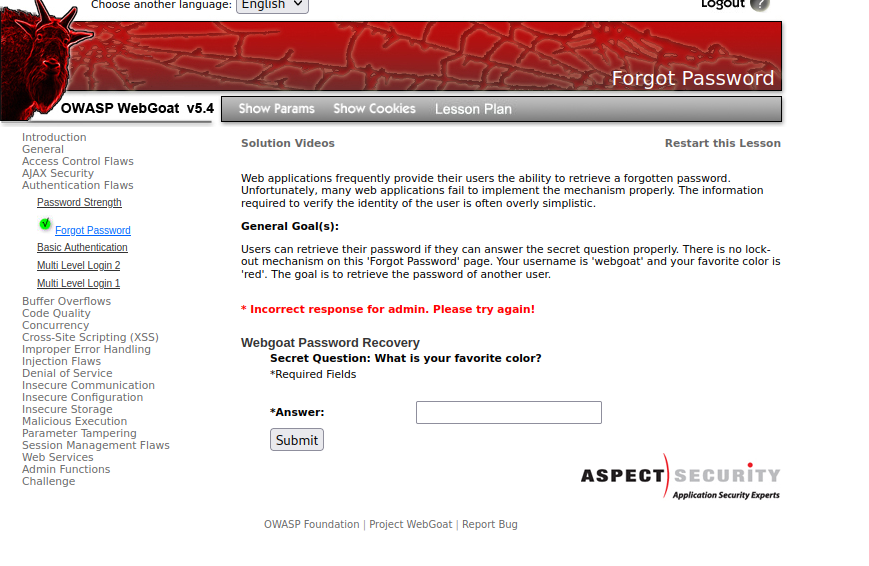 Choose another language: English
Logout ?
Forgot Password
OWASP WebGoat v5.4
Show Params Show Cookies Lesson Plan
Introduction
General
Access Control Flaws
AJAX Security
Authentication Flaws
Password Strength
Forgot Password
Basic Authentication
Multi Level Login 2
Multi Level Login 1
Buffer Overflows
Code Quality
Concurrency
Cross-Site Scripting (XSS)
Improper Error Handling
Injection Flaws
Denial of Service
Insecure Communication
Insecure Configuration
Insecure Storage
Malicious Execution
Parameter Tampering
Session Management Flaws
Web Services
Admin Functions
Challenge
Solution Videos
Restart this Lesson
Web applications frequently provide their users the ability to retrieve a forgotten password.
Unfortunately, many web applications fail to implement the mechanism properly. The information
required to verify the identity of the user is often overly simplistic.
General Goal(s):
Users can retrieve their password if they can answer the secret question properly. There is no lock-
out mechanism on this 'Forgot Password' page. Your username is 'webgoat' and your favorite color is
'red'. The goal is to retrieve the password of another user.
* Incorrect response for admin. Please try again!
Webgoat Password Recovery
Secret Question: What is your favorite color?
*Required Fields
*Answer:
Submit
ASPECT SECURITY
Application Security Experts
OWASP Foundation | Project WebGoat | Report Bug